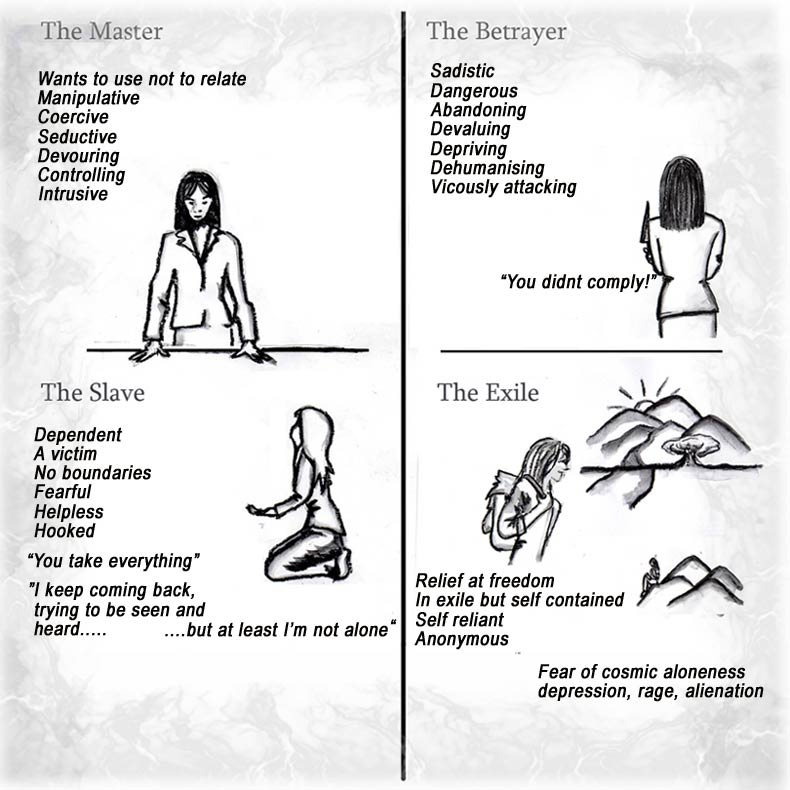 The Master
Wants to use not to relate
Manipulative
Coercive
Seductive
Devouring
Controlling
Intrusive
The Betrayer
Sadistic
Dangerous
Abandoning
Devaluing
Depriving
Dehumanising
Vicously attacking
“You didnt comply!”
The Slave
Dependent
A victim
No boundaries
Fearful
Helpless
Hooked
“You take everything”
”I keep coming back,
trying to be seen and
heard..... ....but at least I’m not alone“
The Exile
Relief at freedom
In exile but self contained
Self reliant
Anonymous
Fear of cosmic aloneness
depression, rage, alienation